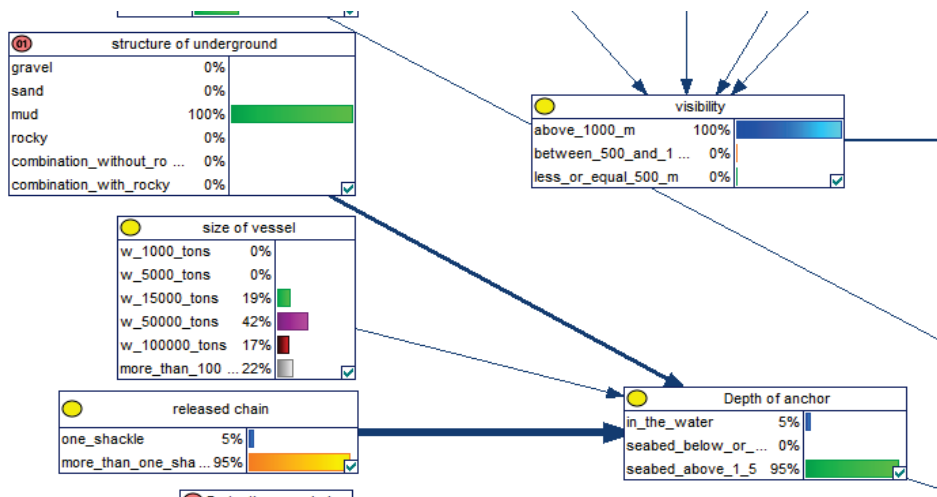 01 structure of underground
gravel 0%
sand 0%
mud 100%
rocky 0%
combination_without_ro ... 0%
combination_with_rocky 0%
visibility
above_1000_m 100%
between_500_and_1 ... 0%
less_or_equal_500_m 0%
size of vessel
w_1000_tons 0%
w_5000_tons 0%
w_15000_tons 19%
w_50000_tons 42%
w_100000_tons 17%
more_than_100 ... 22%
released chain
one_shackle 5%
more_than_one_sha ... 95%
Depth of anchor
in_the_water 5%
seabed_below_or_... 0%
seabed_above_1_5 95%